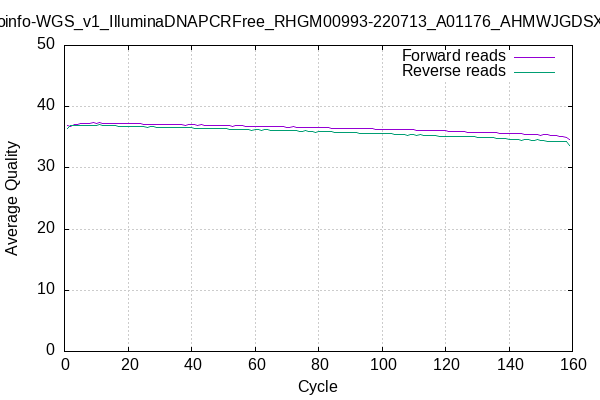 info-WGS_v1_IlluminaDNAPCRFree_RHGM00993-220713_A01176_AHMWJGDSX
Forward reads
Reverse reads
50
40
30
20
10
0
Average Quality
0 20 40 60 80 100 120 140 160
Cycle